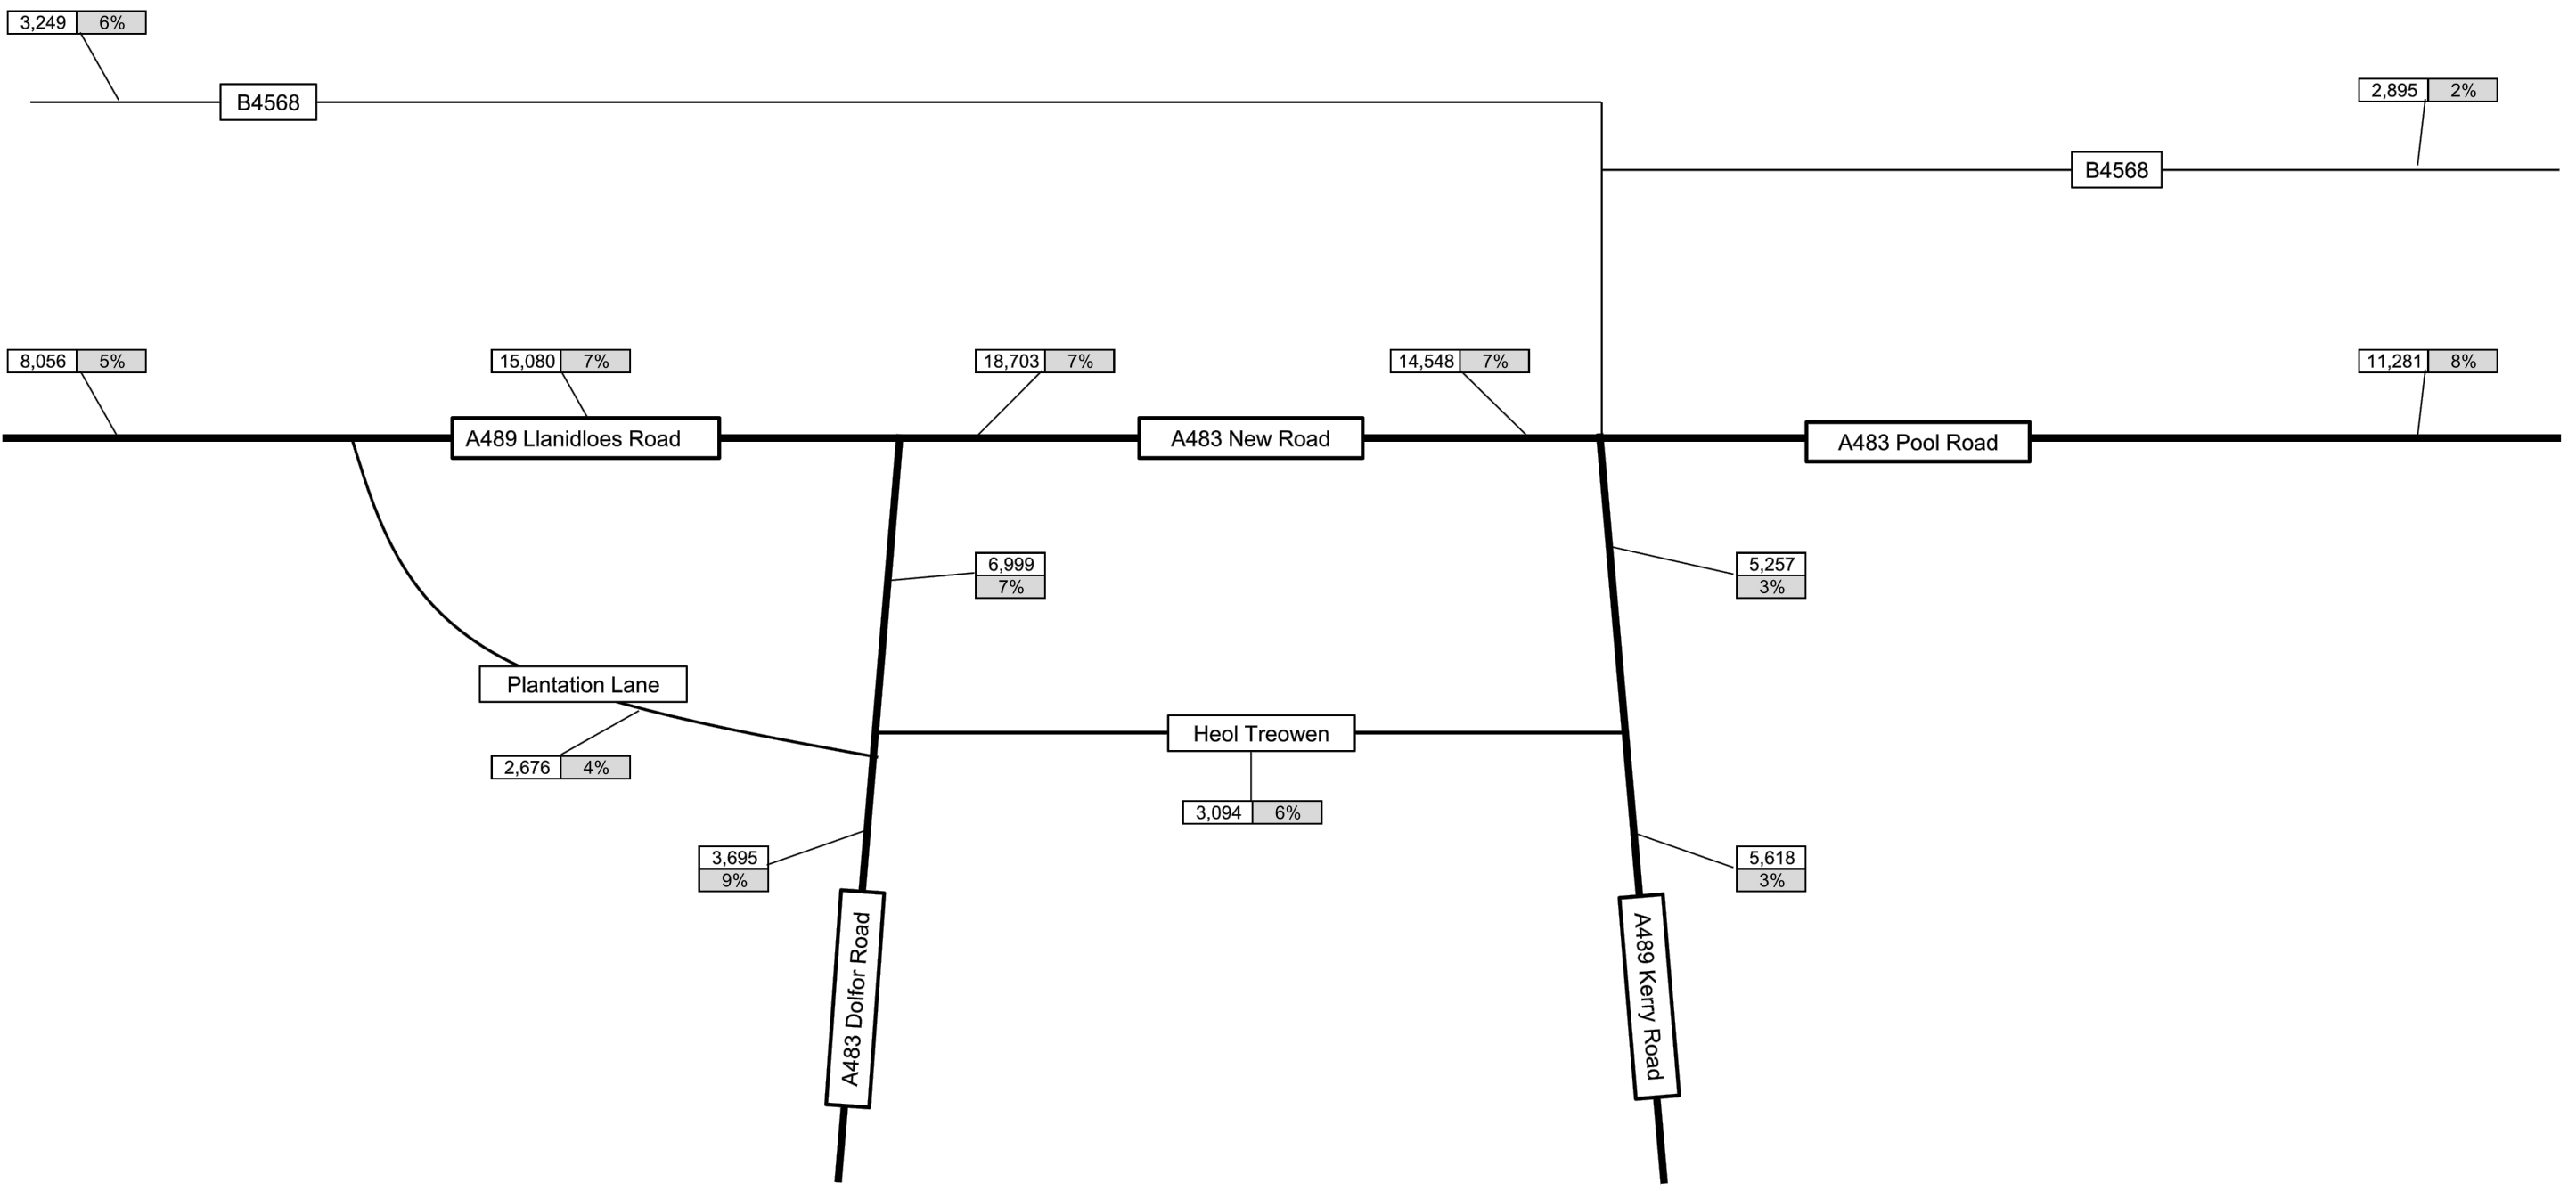 3,249 6%
B4568
2,895 2%
B4568
8,056 5%
15,080 7%
18,703 7%
14,548 7%
11,281 8%
A489 Llanidloes Road
A483 New Road
A483 Pool Road
6,999
7%
5,257
3%
Plantation Lane
2,676 4%
Heol Treowen
3,094 6%
3,695
9%
5,618
3%
A483 Dolfor Road
A489 Kerry Road